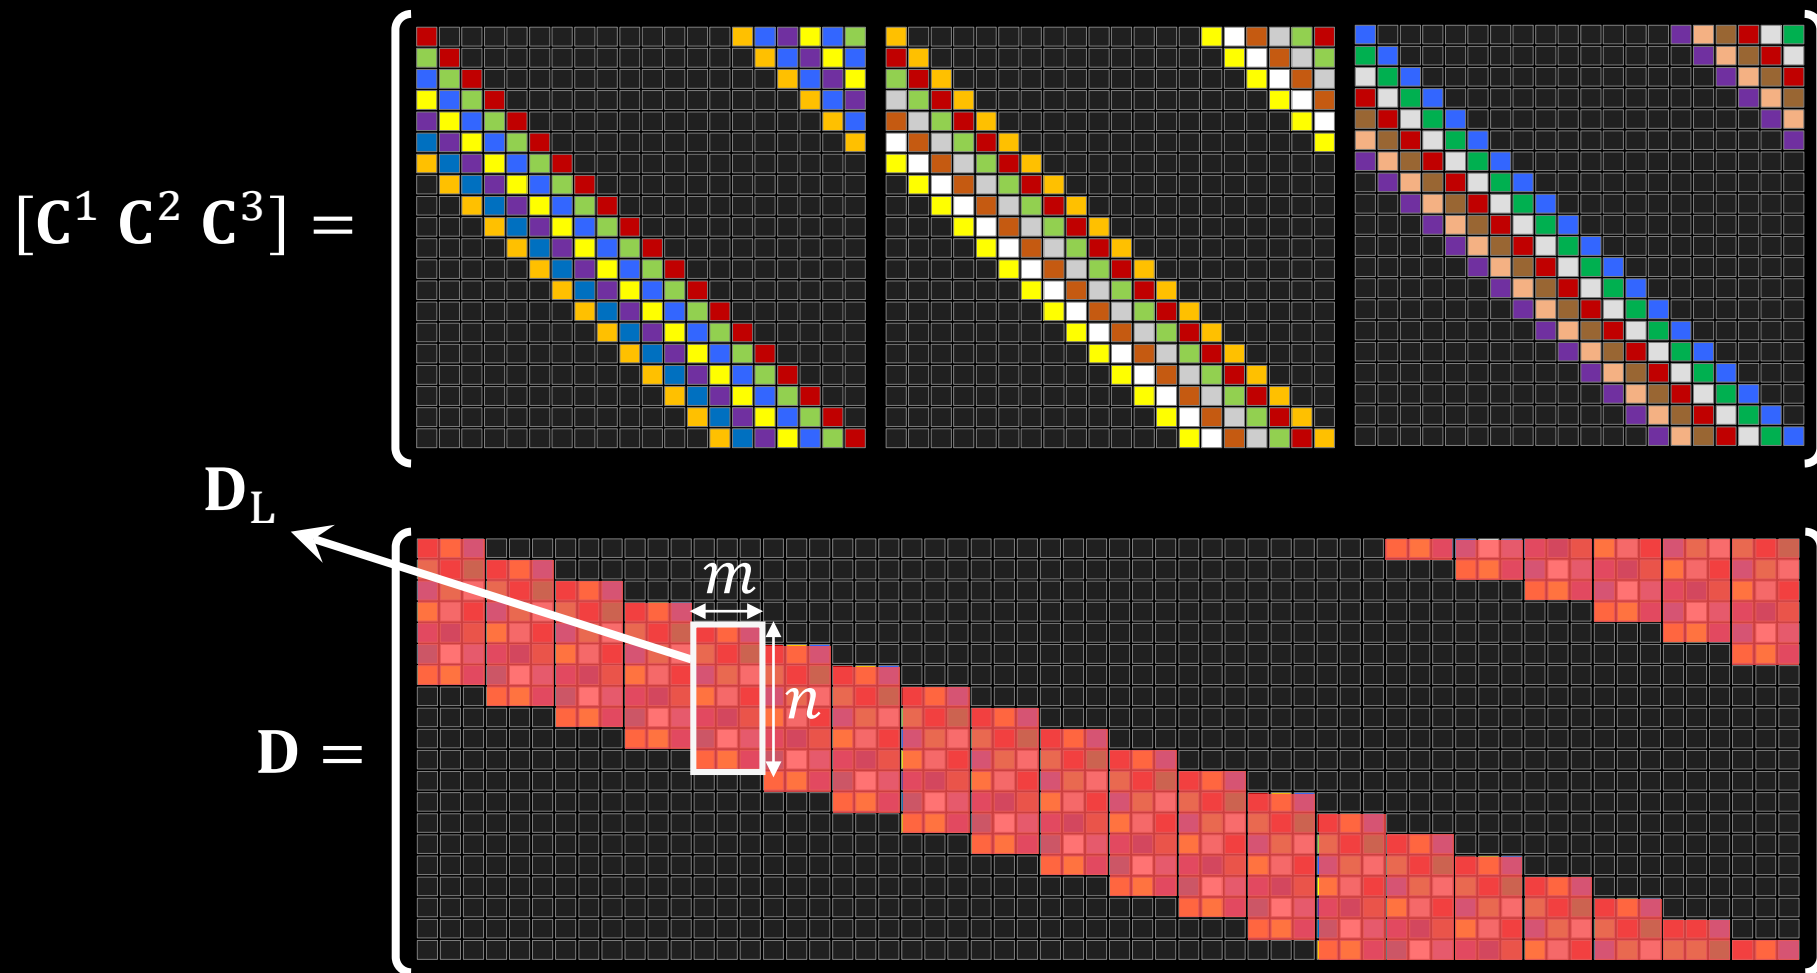 [𝐂¹ 𝐂² 𝐂³] =
𝐃_L
m
n
𝐃 =